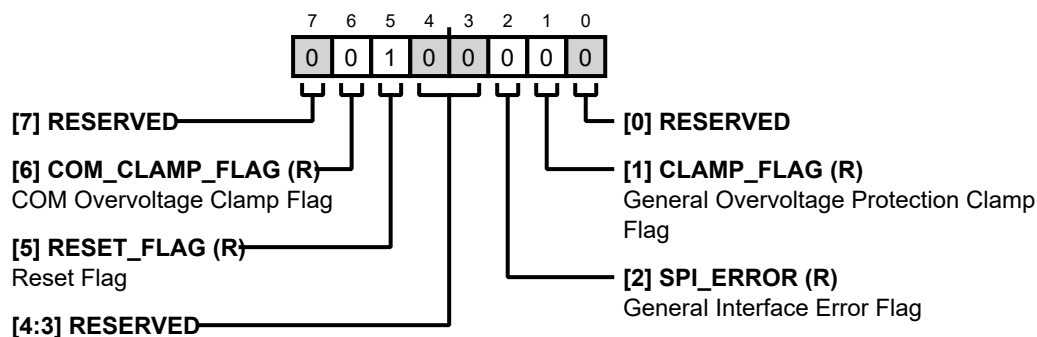 7 6 5 4 3 2 1 0
0 0 1 0 0 0 0 0
[7] RESERVED
[6] COM_CLAMP_FLAG (R)
COM Overvoltage Clamp Flag
[5] RESET_FLAG (R)
Reset Flag
[4:3] RESERVED
[0] RESERVED
[1] CLAMP_FLAG (R)
General Overvoltage Protection Clamp
Flag
[2] SPI_ERROR (R)
General Interface Error Flag